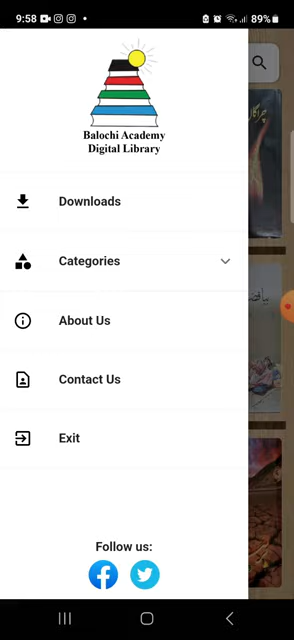 9:58
89%
Balochi Academy
Digital Library
Downloads
Categories
About Us
Contact Us
Exit
Follow us: